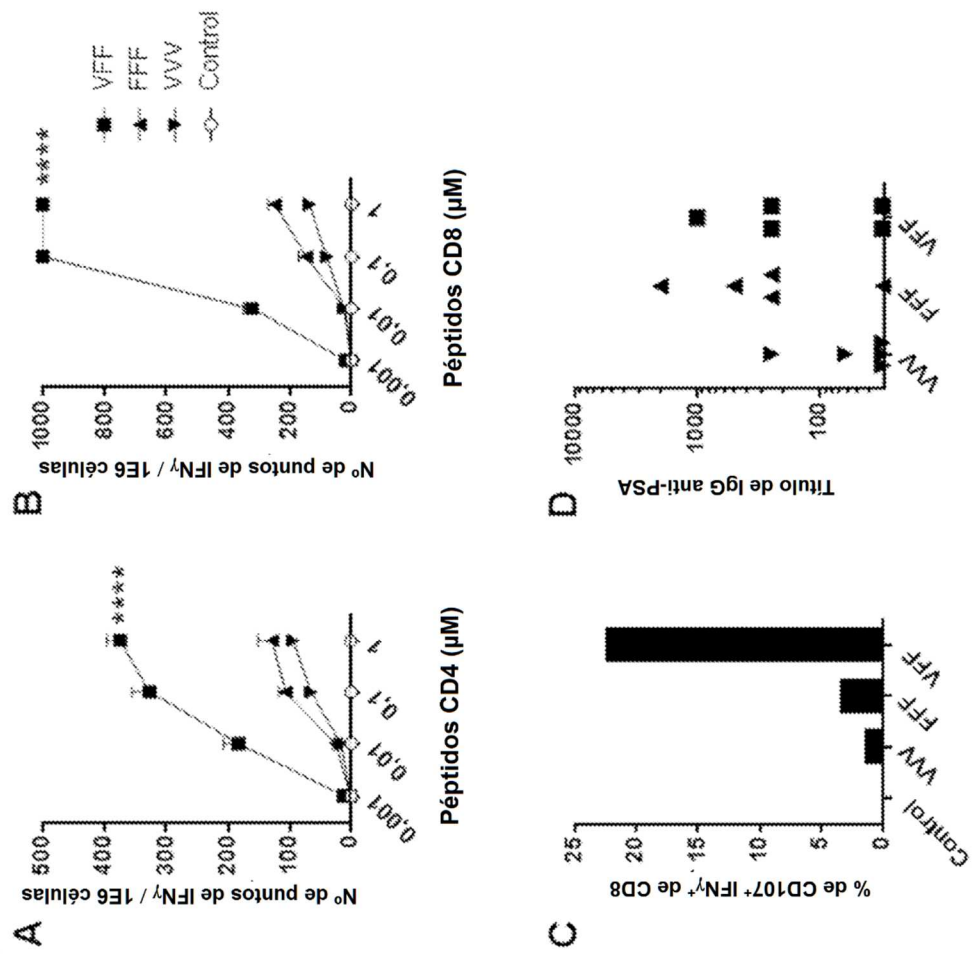 A
Nº de puntos de IFNγ / 1E6 células
500
400
300
200
100
0
****
0,001
0,01
0,1
1
Péptidos CD4 (µM)
B
Nº de puntos de IFNγ / 1E6 células
1000
800
600
400
200
0
****
0,001
0,01
0,1
1
Péptidos CD8 (µM)
VFF
FFF
VVV
Control
C
% de CD107+ IFNγ+ de CD8
25
20
15
10
5
0
Control
VVV
FFF
VFF
D
Título de IgG anti-PSA
10000
1000
100
VVV
FFF
VFF